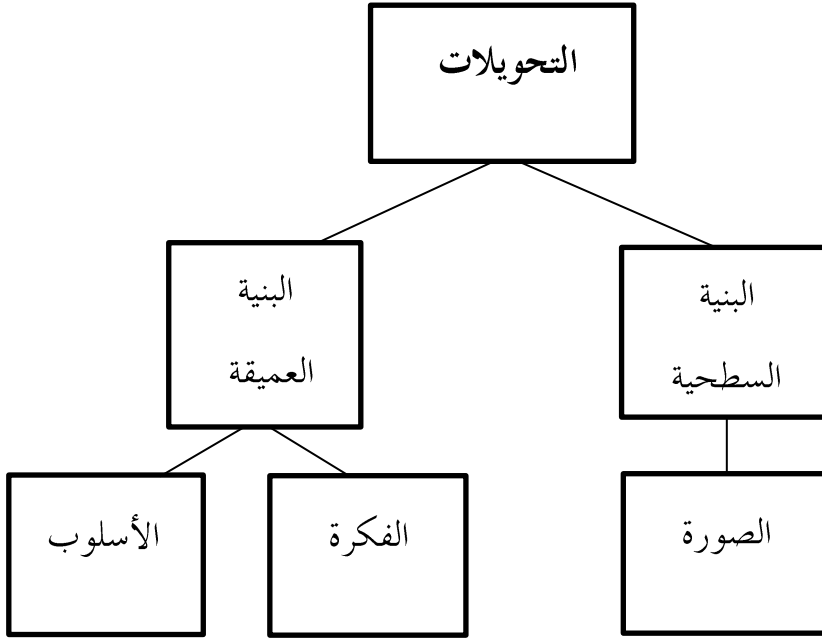 التحويلات
البنية
السطحية
البنية
العميقة
الصورة
الفكرة
الأسلوب